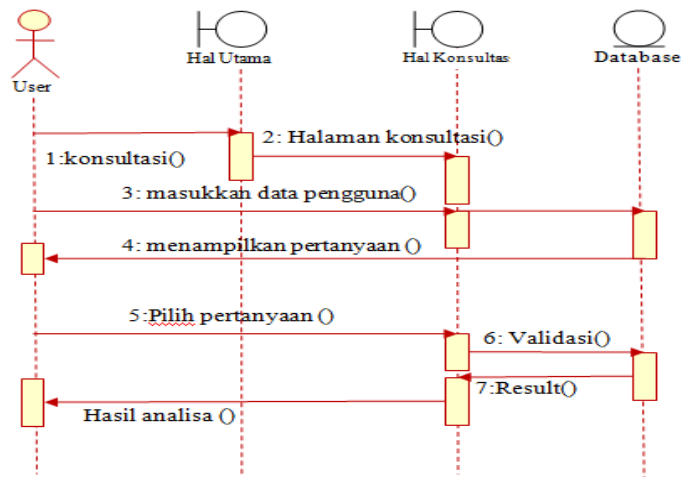 Hal Utama
Hal Konsultas
Database
User
2: Halaman konsultasi()
1:konsultasi()
3: masukkan data pengguna()
4: menampilkan pertanyaan ()
5:Pilih pertanyaan ()
6: Validasi()
7:Result()
Hasil analisa ()